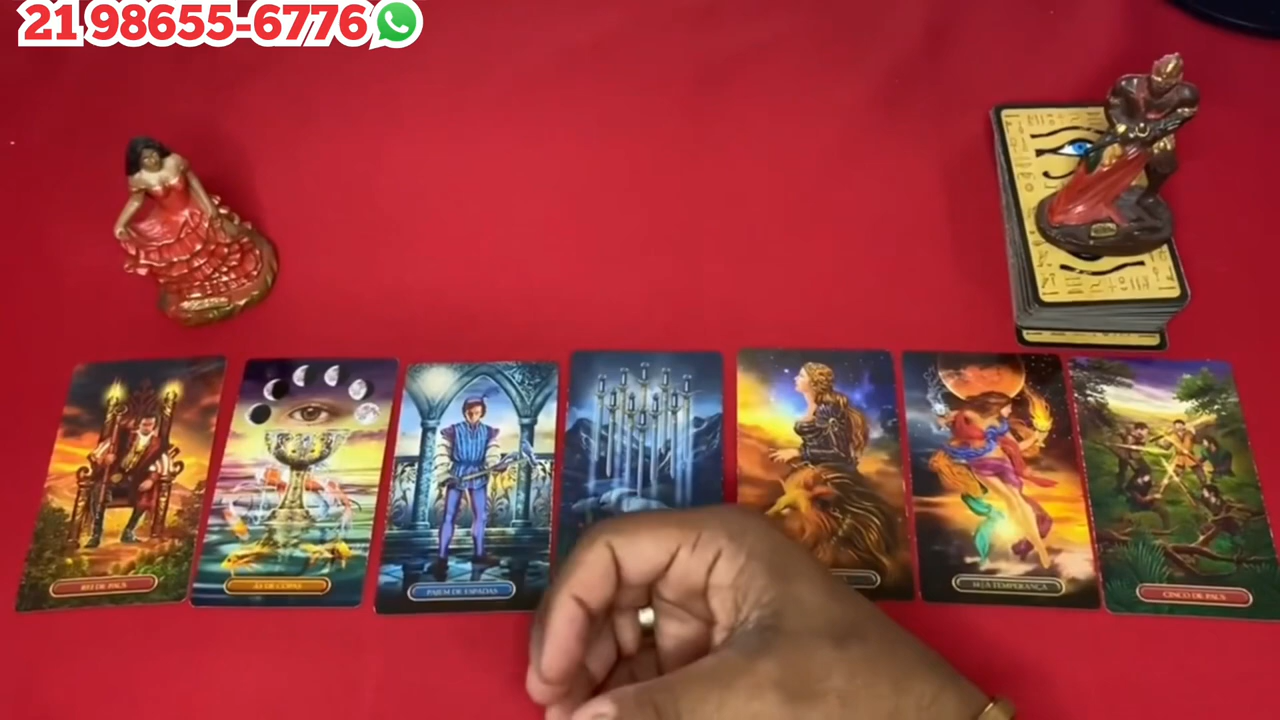 21 98655-6776
REI DE PAUS
ÁS DE COPAS
PAJEM DE ESPADAS
14 | A TEMPERANÇA
CINCO DE PAUS